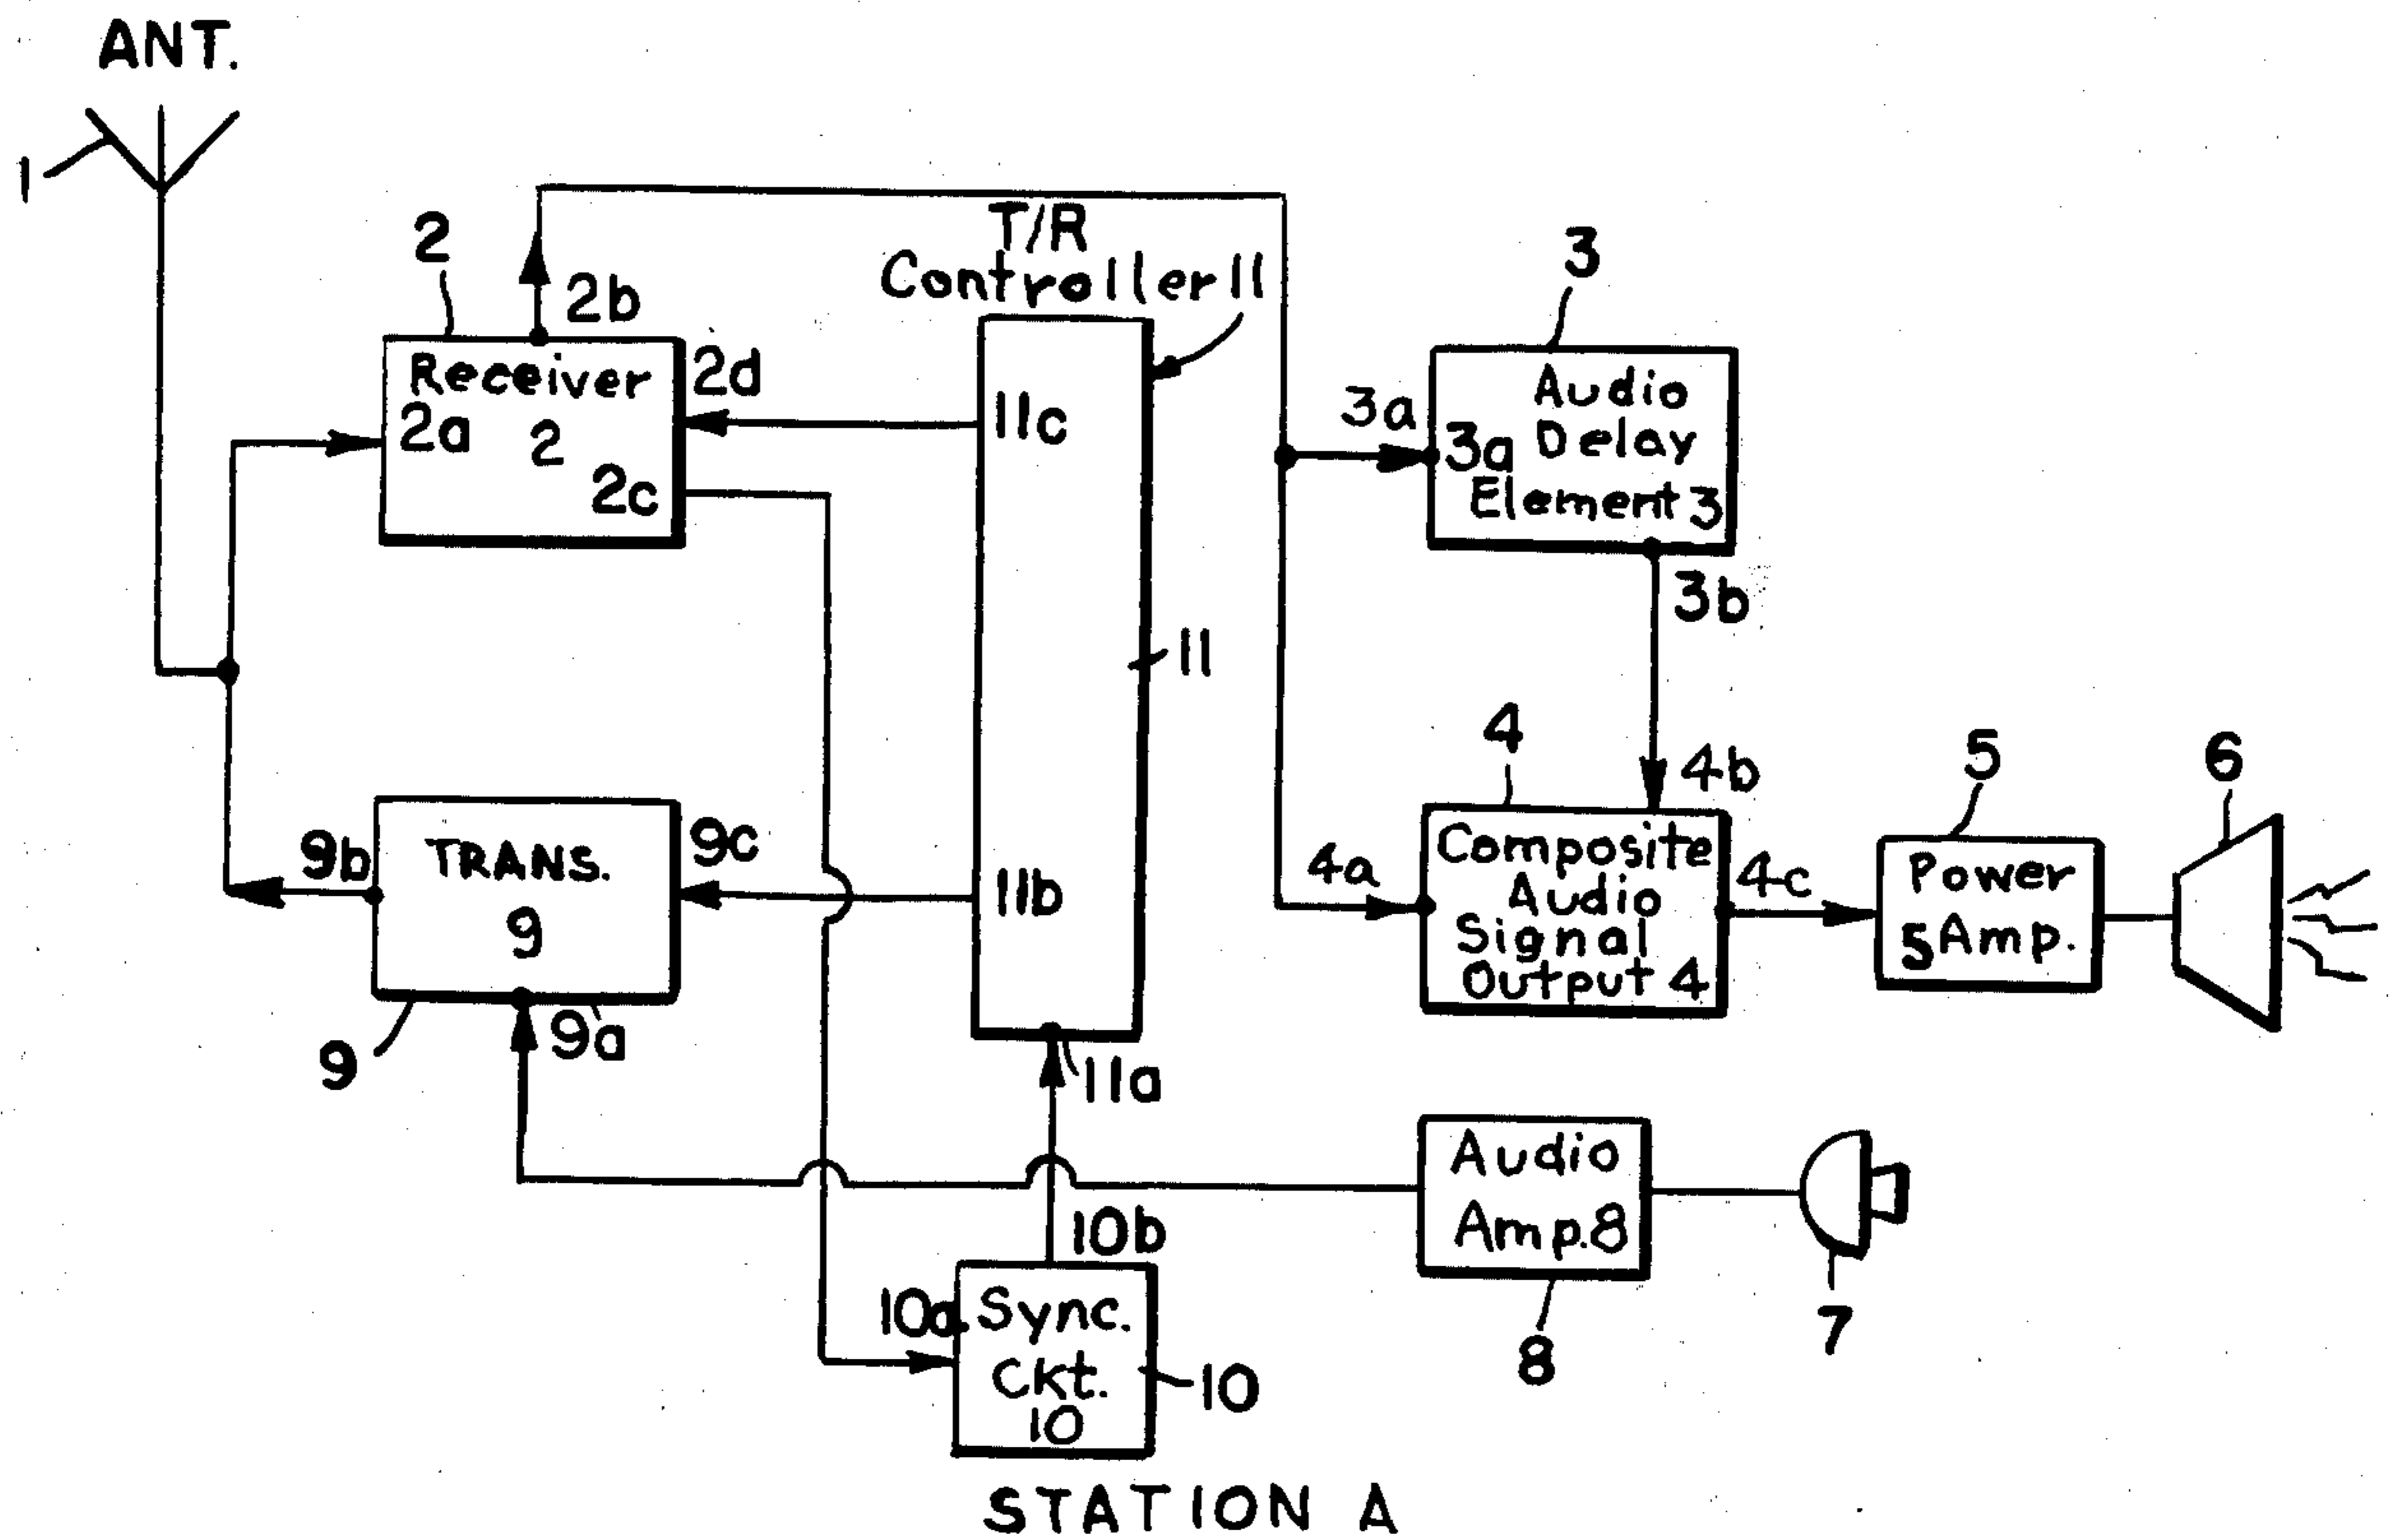 ANT.
1
2
2b
T/R
Controller 11
3
Receiver
2a
2
2c
2d
11c
3a
3a
Audio
Delay
Element 3
3b
11
4
4b
5
6
9b
TRANS.
9
9c
11b
4a
Composite
Audio
Signal
Output 4
4c
Power
5 Amp.
9
9a
11a
Audio
Amp. 8
10b
7
8
10a
Sync.
Ckt.
10
10
STATION A